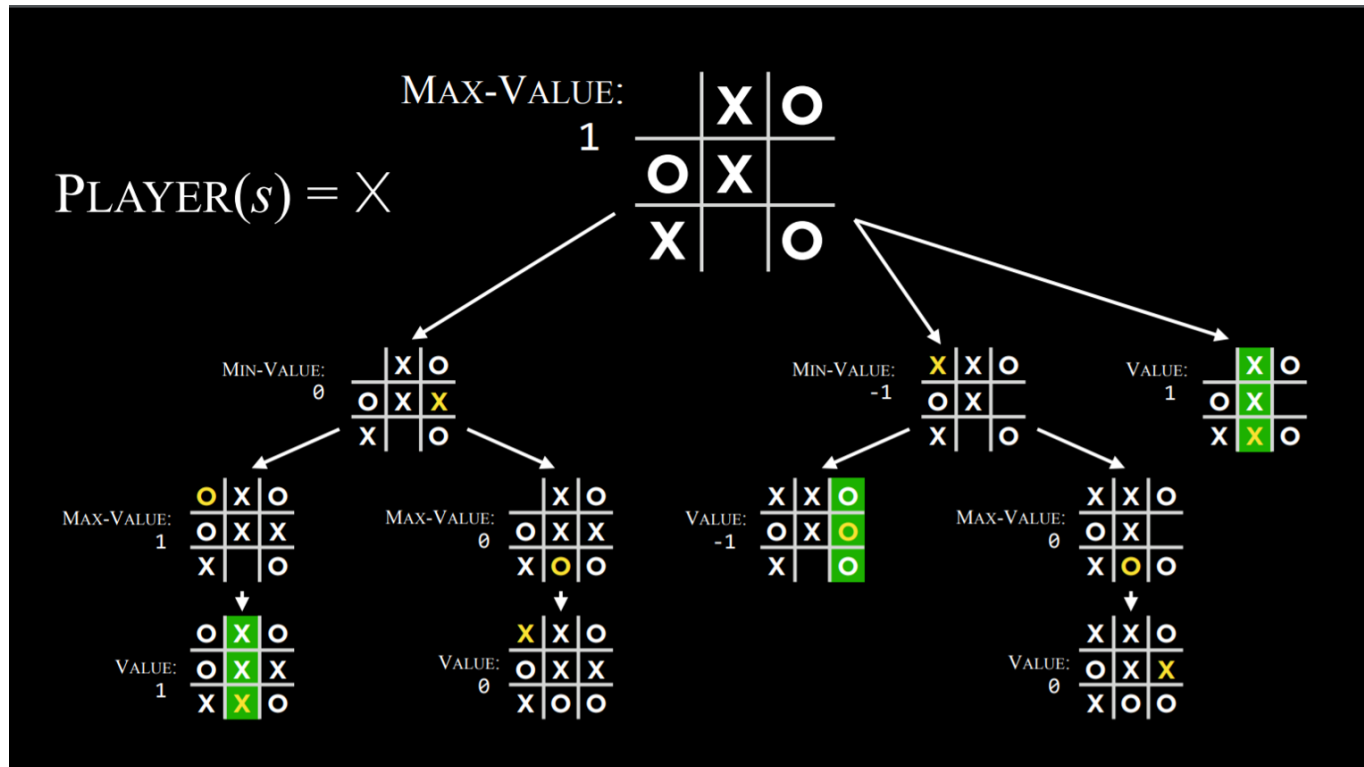 MAX-VALUE:
1
X O
O X
X O
PLAYER(s) = X
MIN-VALUE:
0
X O
O X X
X O
MIN-VALUE:
-1
X X O
O X
X O
VALUE:
1
X O
O X
X X O
MAX-VALUE:
1
O X O
O X X
X O
MAX-VALUE:
0
X O
O X X
X O O
VALUE:
-1
X X O
O X O
X O
MAX-VALUE:
0
X X O
O X
X O O
VALUE:
1
O X O
O X X
X X O
VALUE:
0
X X O
O X X
X O O
VALUE:
0
X X O
O X X
X O O